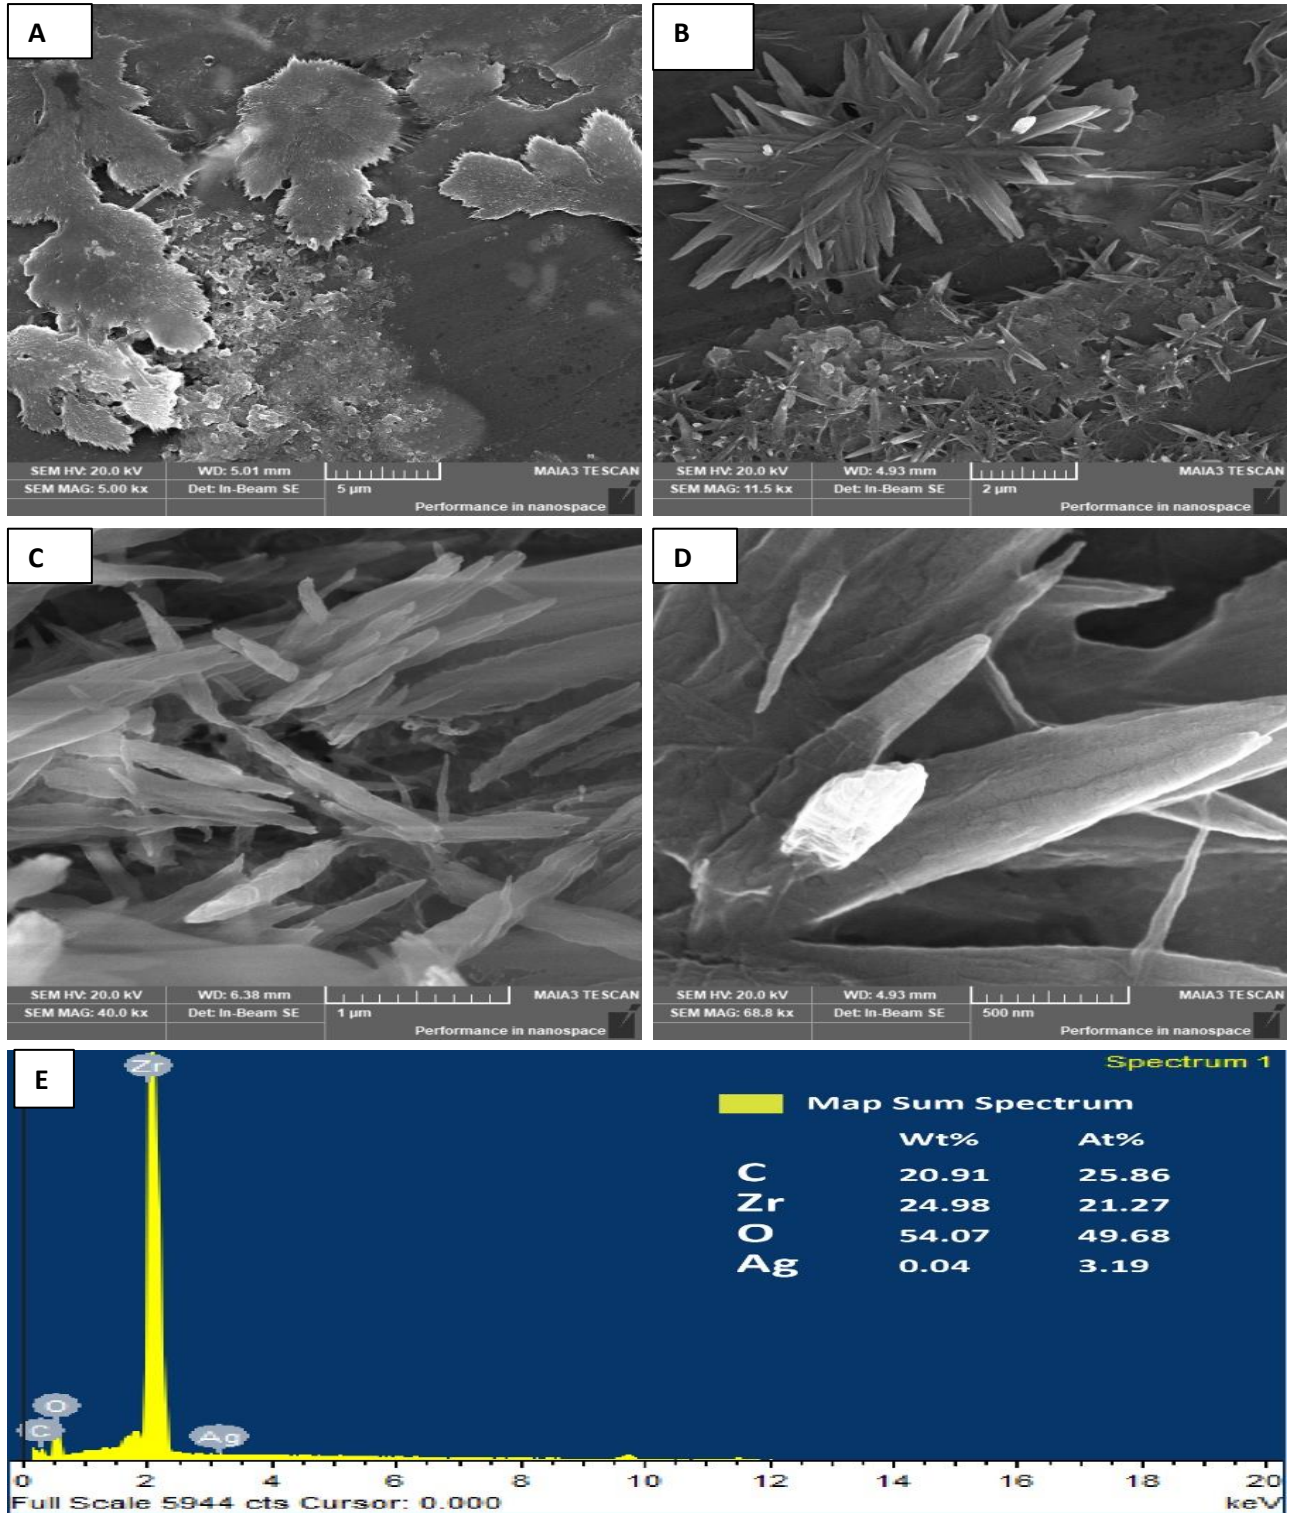 A
SEM HV: 20.0 kV WD: 5.01 mm MAIA3 TESCAN
SEM MAG: 5.00 kx Det: In-Beam SE 5 µm
Performance in nanospace
B
SEM HV: 20.0 kV WD: 4.93 mm MAIA3 TESCAN
SEM MAG: 11.5 kx Det: In-Beam SE 2 µm
Performance in nanospace
C
SEM HV: 20.0 kV WD: 6.38 mm MAIA3 TESCAN
SEM MAG: 40.0 kx Det: In-Beam SE 1 µm
Performance in nanospace
D
SEM HV: 20.0 kV WD: 4.93 mm MAIA3 TESCAN
SEM MAG: 68.8 kx Det: In-Beam SE 500 nm
Performance in nanospace
E
Spectrum 1
Zr
Map Sum Spectrum
Wt% At%
C 20.91 25.86
Zr 24.98 21.27
O 54.07 49.68
Ag 0.04 3.19
O
C
Ag
0 2 4 6 8 10 12 14 16 18 20
Full Scale 5944 cts Cursor: 0.000 keV